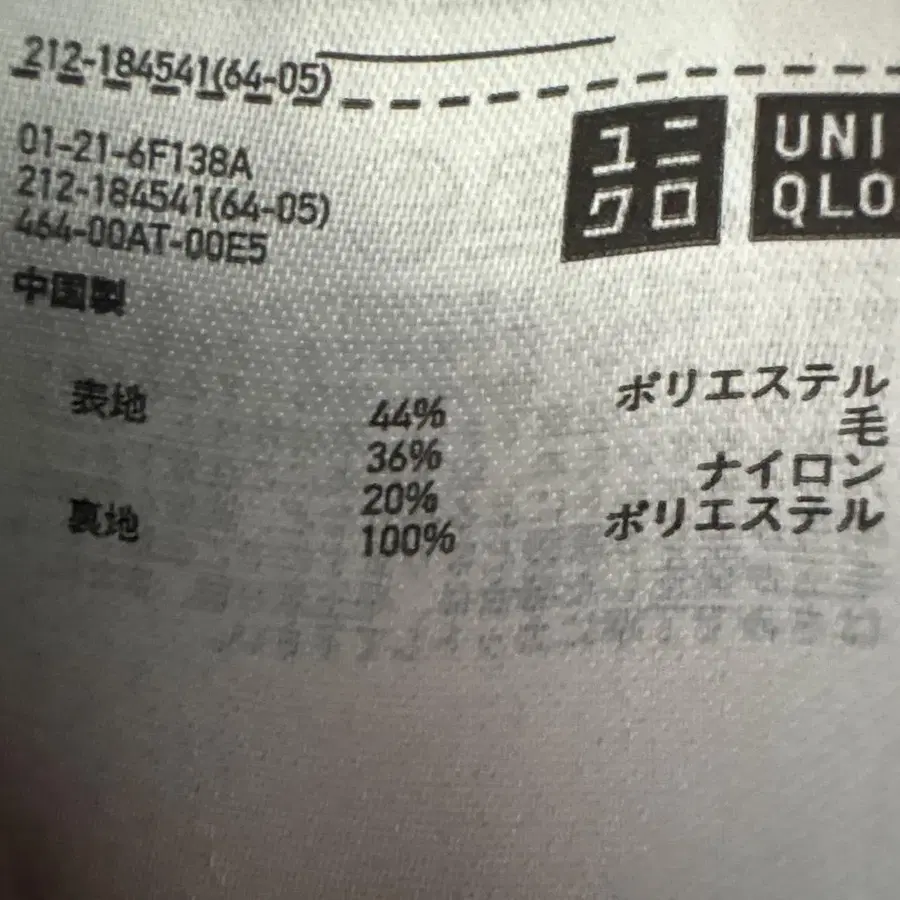 212-184541(64-05)
ユニ
クロ
UNI
QLO
01-21-6F138A
212-184541(64-05)
464-00AT-00E5
中国製
表地 44% ポリエステル
36% 毛
20% ナイロン
裏地 100% ポリエステル